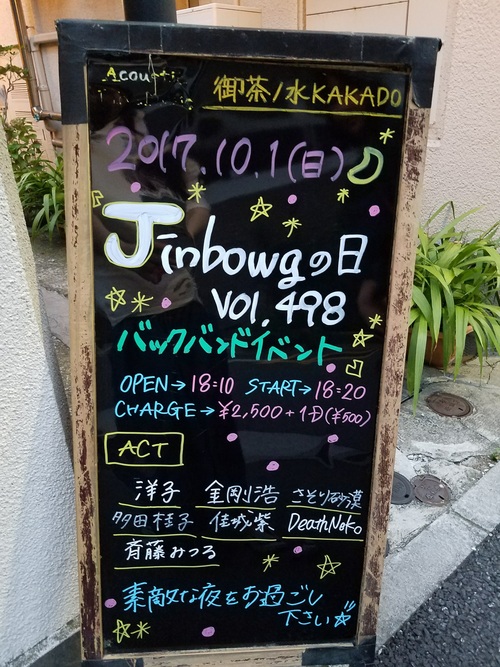 Acou
御茶ノ水KAKADO
2017.10.1(日)
Jinbowgの日
Vol.498
バックバンドイベント
OPEN→18:10 START→18:20
CHARGE→¥2,500+1D(¥500)
ACT
洋子 金剛浩 さそり砂漠
多田桂子 佳城紫 DeathNeko
斉藤みつろ
素敵な夜をお過ごし
下さい